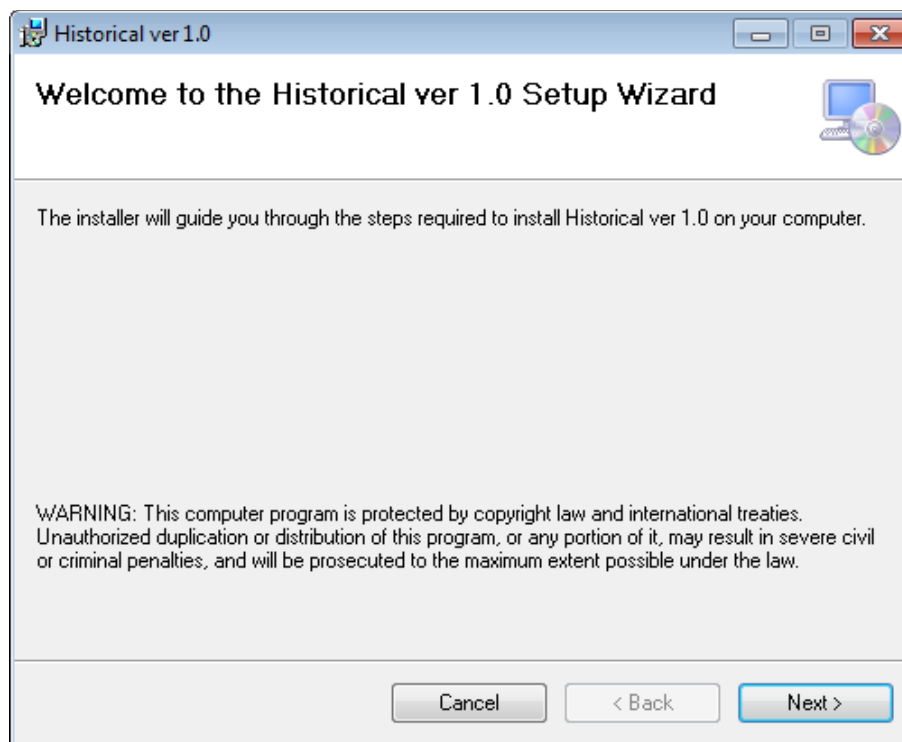 Historical ver 1.0
Welcome to the Historical ver 1.0 Setup Wizard
The installer will guide you through the steps required to install Historical ver 1.0 on your computer.
WARNING: This computer program is protected by copyright law and international treaties.
Unauthorized duplication or distribution of this program, or any portion of it, may result in severe civil
or criminal penalties, and will be prosecuted to the maximum extent possible under the law.
Cancel
< Back
Next >